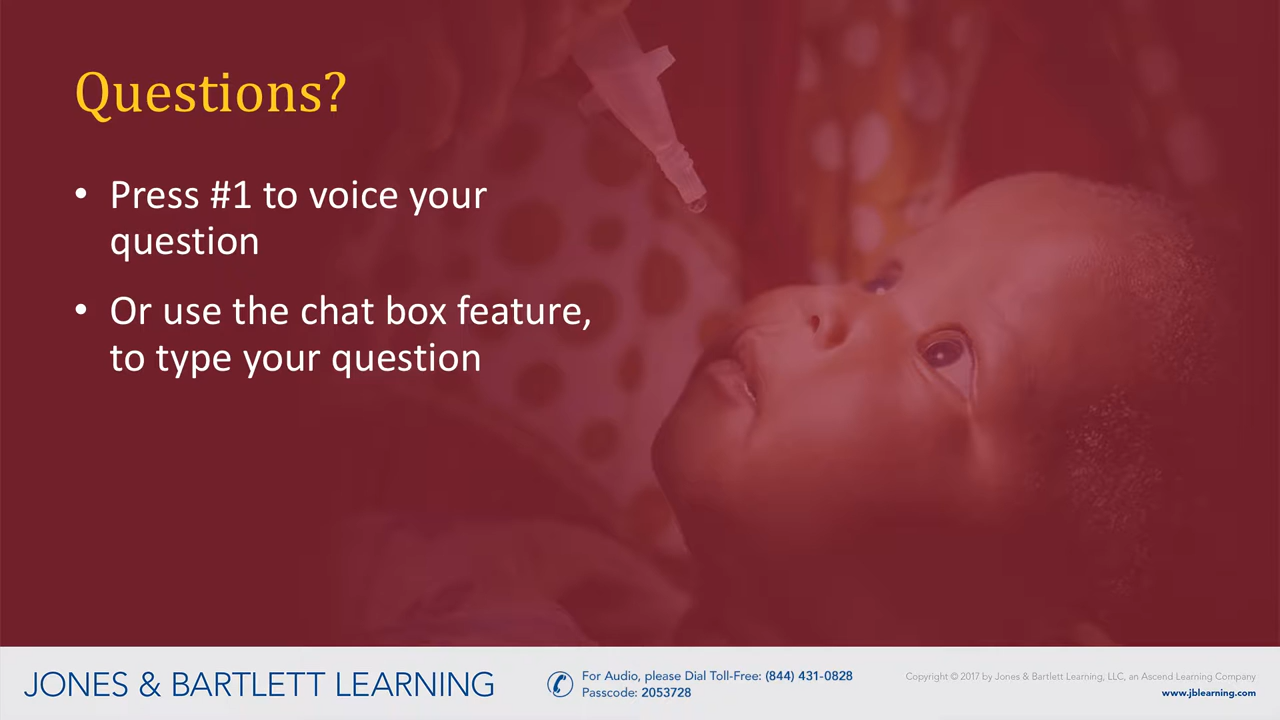 Questions?
• Press #1 to voice your
question
• Or use the chat box feature,
to type your question
JONES & BARTLETT LEARNING
For Audio, please Dial Toll-Free: (844) 431-0828
Passcode: 2053728
Copyright © 2017 by Jones & Bartlett Learning, LLC, an Ascend Learning Company
www.jblearning.com